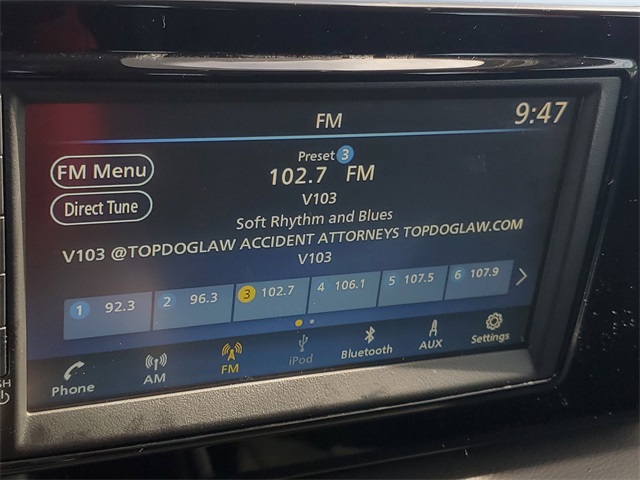 FM
9:47
FM Menu
Direct Tune
Preset 3
102.7 FM
V103
Soft Rhythm and Blues
V103 @TOPDOGLAW ACCIDENT ATTORNEYS TOPDOGLAW.COM
V103
1 92.3 2 96.3 3 102.7 4 106.1 5 107.5 6 107.9
Phone AM FM iPod Bluetooth AUX Settings